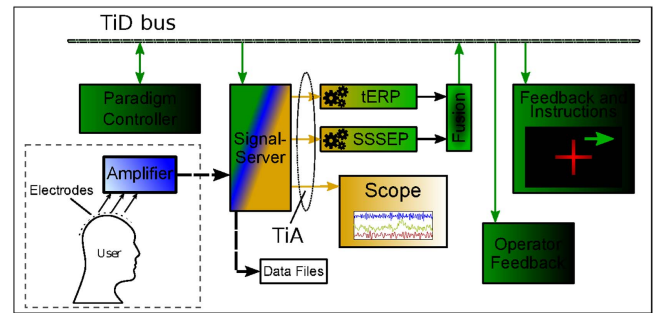 TiD bus
Paradigm
Controller
Signal-
Server
tERP
SSSEP
Fusion
Feedback and
Instructions
Amplifier
Electrodes
User
Scope
TiA
Data Files
Operator
Feedback